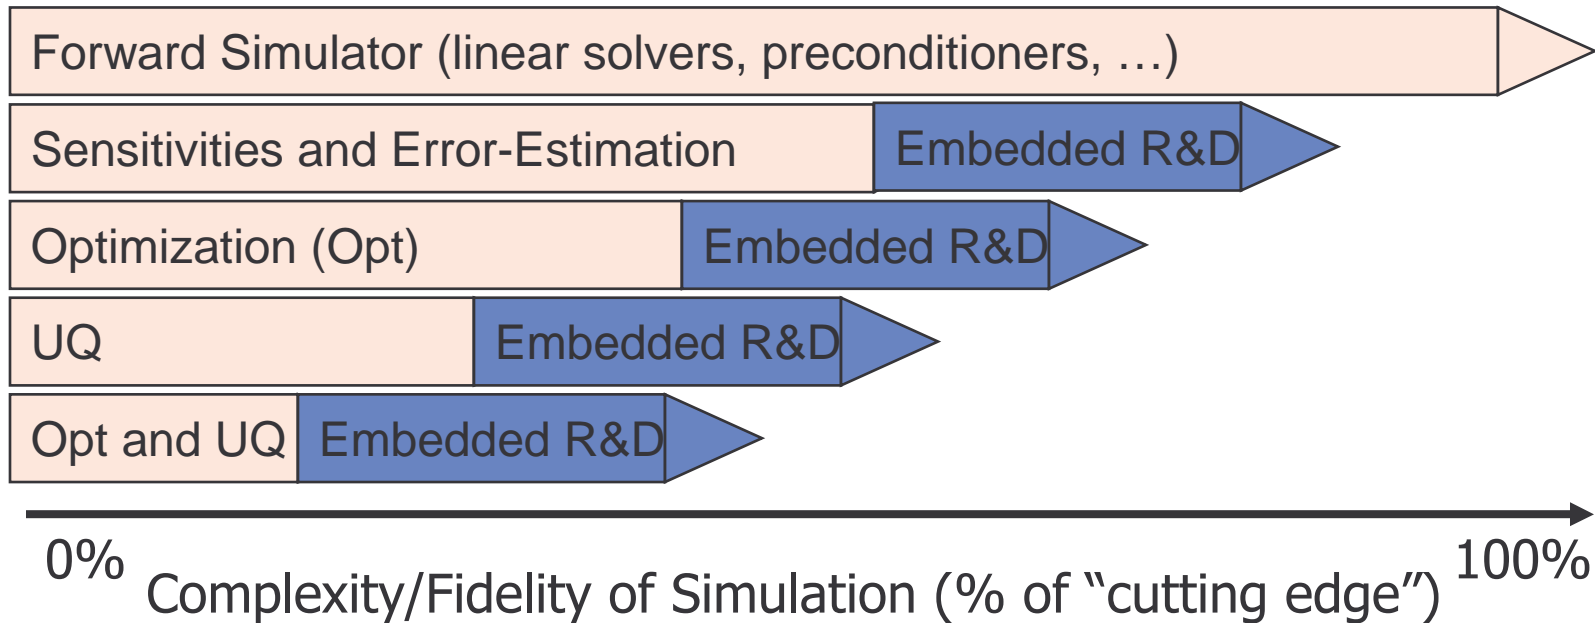 Forward Simulator (linear solvers, preconditioners, …)
Sensitivities and Error-Estimation Embedded R&D
Optimization (Opt) Embedded R&D
UQ Embedded R&D
Opt and UQ Embedded R&D
0% 100%
Complexity/Fidelity of Simulation (% of “cutting edge”)